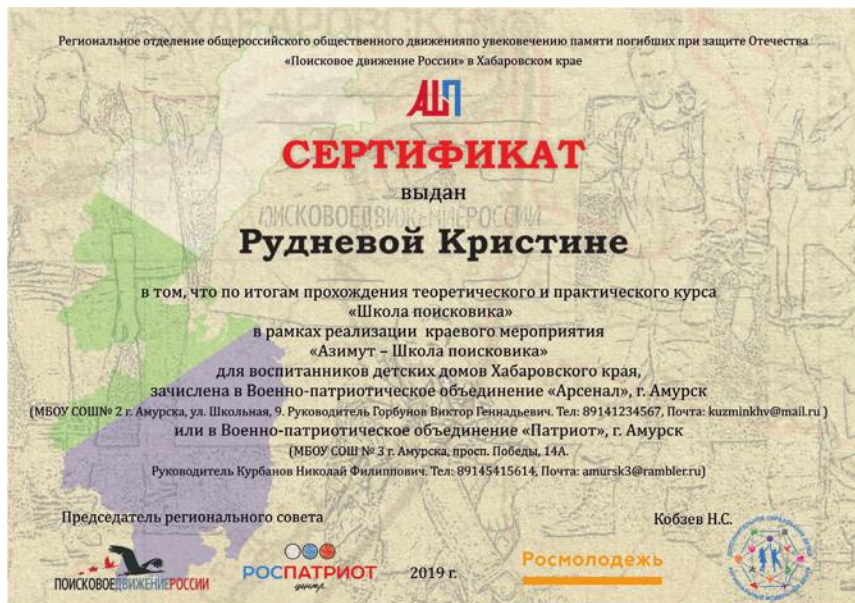 ХАБАРОВСК
Региональное отделение общероссийского общественного движенияпо увековечению памяти погибших при защите Отечества
«Поисковое движение России» в Хабаровском крае
АШП
СЕРТИФИКАТ
выдан
ПОИСКОВОЕДВИЖЕНИЕРОССИИ
Рудневой Кристине
в том, что по итогам прохождения теоретического и практического курса
«Школа поисковика»
в рамках реализации краевого мероприятия
«Азимут – Школа поисковика»
для воспитанников детских домов Хабаровского края,
зачислена в Военно-патриотическое объединение «Арсенал», г. Амурск
(МБОУ СОШ№ 2 г. Амурска, ул. Школьная, 9. Руководитель Горбунов Виктор Геннадьевич. Тел: 89141234567, Почта: kuzminkhv@mail.ru )
или в Военно-патриотическое объединение «Патриот», г. Амурск
(МБОУ СОШ № 3 г. Амурска, просп. Победы, 14А.
Руководитель Курбанов Николай Филиппович. Тел: 89145415614, Почта: amursk3@rambler.ru)
Председатель регионального совета Кобзев Н.С.
ПОИСКОВОЕДВИЖЕНИЕРОССИИ
РОСПАТРИОТ
центр
2019 г.
Росмолодежь